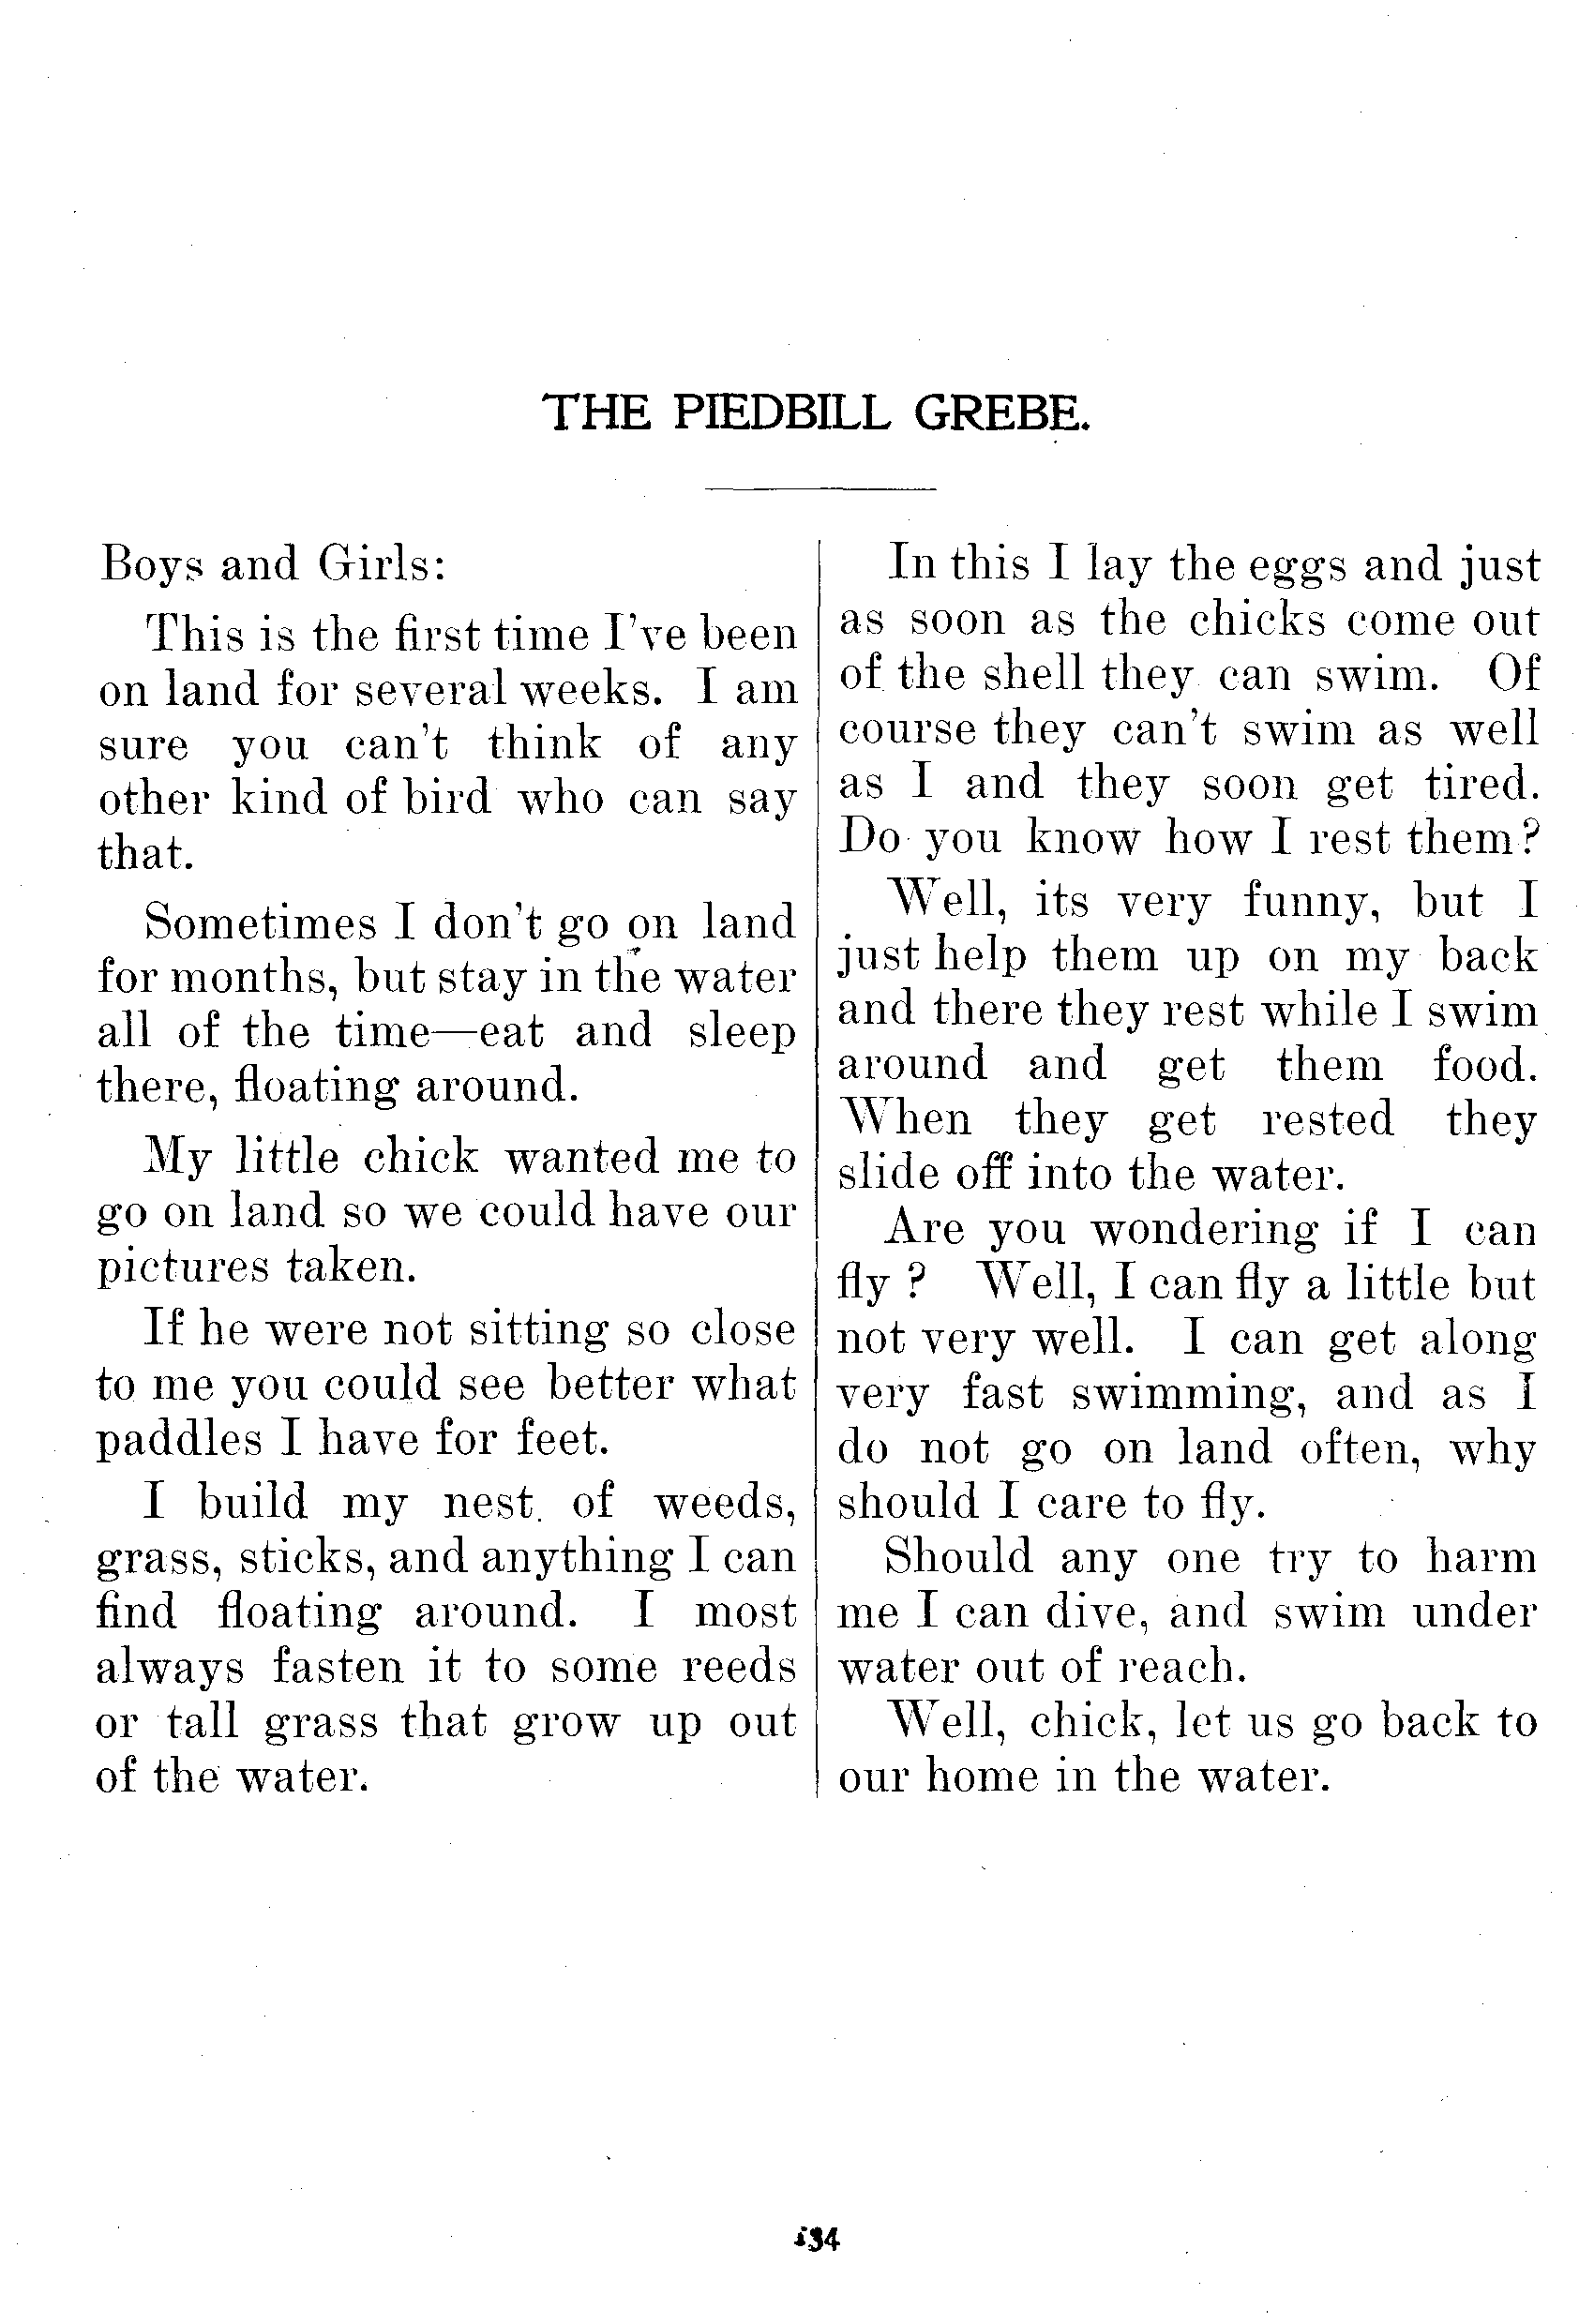 THE PIEDBILL GREBE.
Boys and Girls:
This is the first time I've been
on land for several weeks. I am
sure you can't think of any
other kind of bird who can say
that.
Sometimes I don't go on land
for months, but stay in the water
all of the time—eat and sleep
there, floating around.
My little chick wanted me to
go on land so we could have our
pictures taken.
If he were not sitting so close
to me you could see better what
paddles I have for feet.
I build my nest of weeds,
grass, sticks, and anything I can
find floating around. I most
always fasten it to some reeds
or tall grass that grow up out
of the water.
In this I lay the eggs and just
as soon as the chicks come out
of the shell they can swim. Of
course they can't swim as well
as I and they soon get tired.
Do you know how I rest them?
Well, its very funny, but I
just help them up on my back
and there they rest while I swim
around and get them food.
When they get rested they
slide off into the water.
Are you wondering if I can
fly ? Well, I can fly a little but
not very well. I can get along
very fast swimming, and as I
do not go on land often, why
should I care to fly.
Should any one try to harm
me I can dive, and swim under
water out of reach.
Well, chick, let us go back to
our home in the water.
134